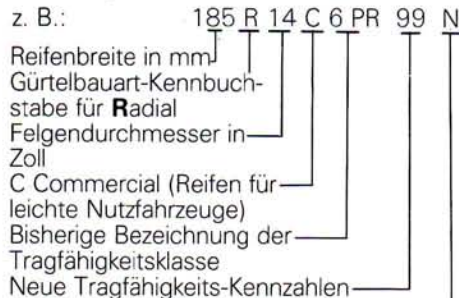 z. B.: 185 R 14 C 6 PR 99 N
Reifenbreite in mm
Gürtelbauart-Kennbuch-
stabe für Radial
Felgendurchmesser in
Zoll
C Commercial (Reifen für
leichte Nutzfahrzeuge)
Bisherige Bezeichnung der
Tragfähigkeitsklasse
Neue Tragfähigkeits-Kennzahlen